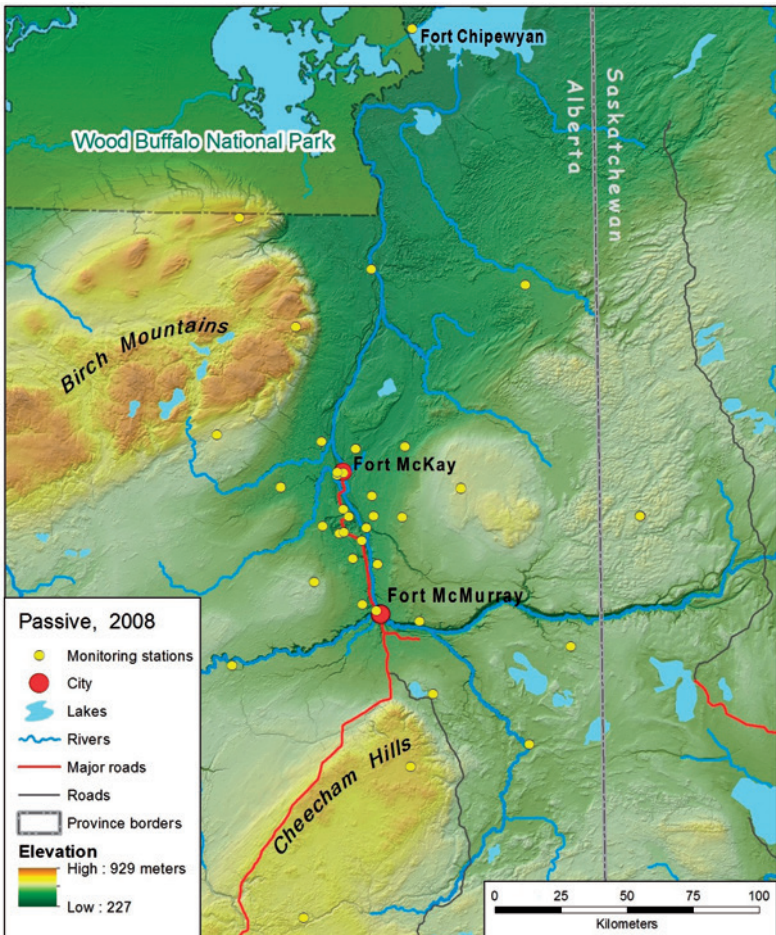 Fort Chipewyan
Wood Buffalo National Park
Alberta
Saskatchewan
Birch Mountains
Fort McKay
Fort McMurray
Cheecham Hills
Passive, 2008
Monitoring stations
City
Lakes
Rivers
Major roads
Roads
Province borders
Elevation
High : 929 meters
Low : 227
0 25 50 75 100
Kilometers